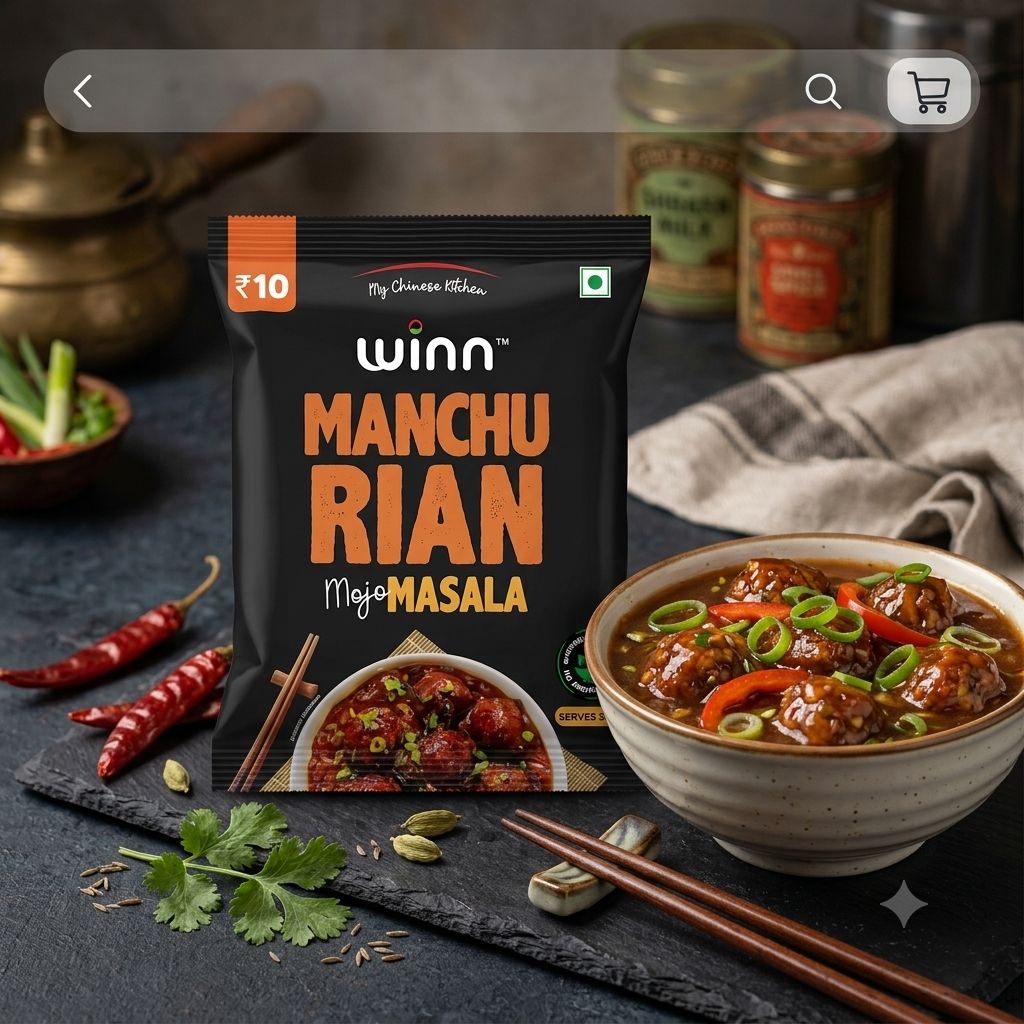 ₹10
My Chinese Kitchen
winn™
MANCHU
RIAN
Mojo MASALA
SERVES